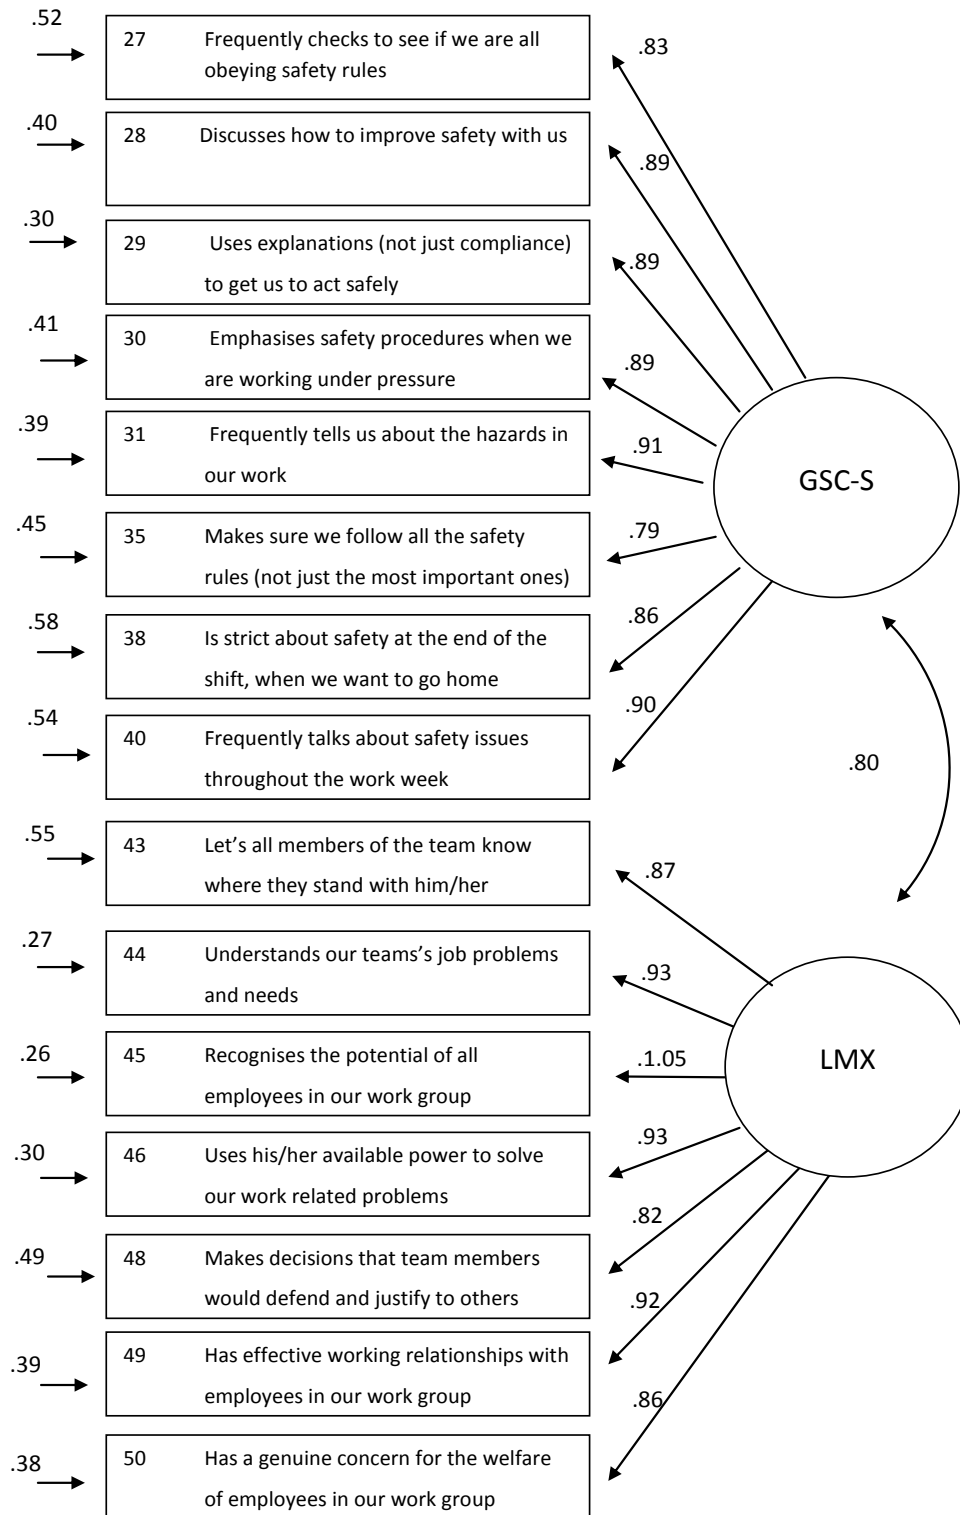 .52
27 Frequently checks to see if we are all
obeying safety rules
.83
.40
28 Discusses how to improve safety with us
.89
.30
29 Uses explanations (not just compliance)
to get us to act safely
.89
.41
30 Emphasises safety procedures when we
are working under pressure
.89
.39
31 Frequently tells us about the hazards in
our work
.91
GSC-S
.45
35 Makes sure we follow all the safety
rules (not just the most important ones)
.79
.58
38 Is strict about safety at the end of the
shift, when we want to go home
.86
.54
40 Frequently talks about safety issues
throughout the work week
.90
.80
.55
43 Let's all members of the team know
where they stand with him/her
.87
.27
44 Understands our teams's job problems
and needs
.93
.26
45 Recognises the potential of all
employees in our work group
.1.05
LMX
.30
46 Uses his/her available power to solve
our work related problems
.93
.49
48 Makes decisions that team members
would defend and justify to others
.82
.39
49 Has effective working relationships with
employees in our work group
.92
.38
50 Has a genuine concern for the welfare
of employees in our work group
.86